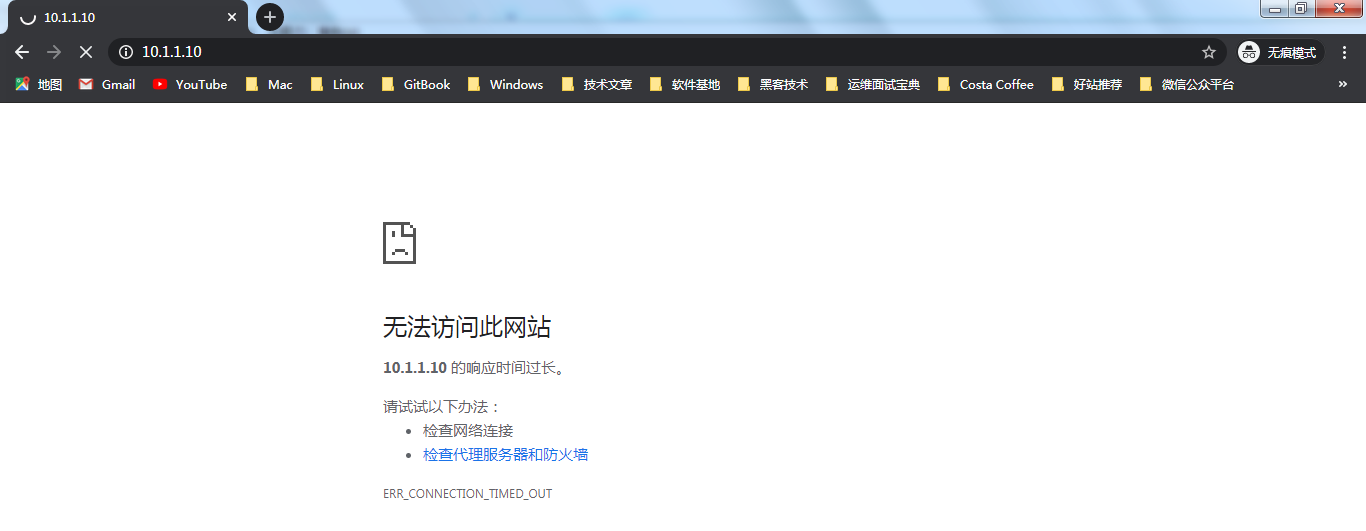 10.1.1.10
10.1.1.10 无痕模式
地图 Gmail YouTube Mac Linux GitBook Windows 技术文章 软件基地 黑客技术 运维面试宝典 Costa Coffee 好站推荐 微信公众平台 »
无法访问此网站
10.1.1.10 的响应时间过长。
请试试以下办法：
• 检查网络连接
• 检查代理服务器和防火墙
ERR_CONNECTION_TIMED_OUT